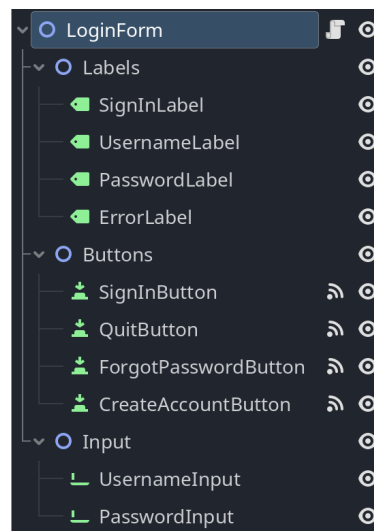 LoginForm
Labels
SignInLabel
UsernameLabel
PasswordLabel
ErrorLabel
Buttons
SignInButton
QuitButton
ForgotPasswordButton
CreateAccountButton
Input
UsernameInput
PasswordInput